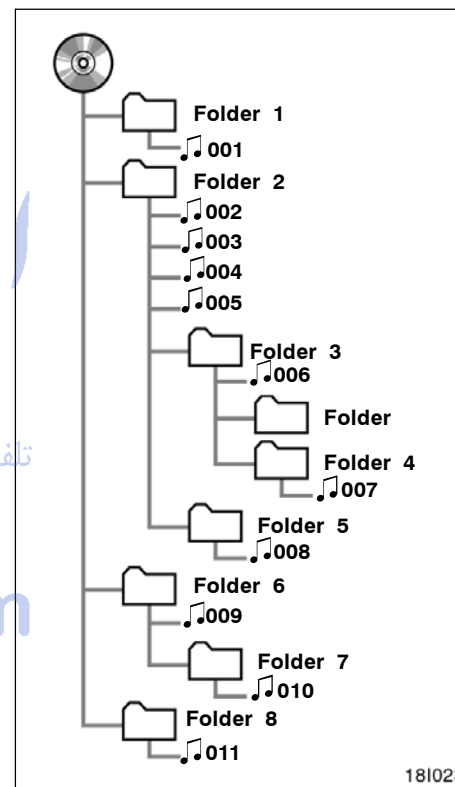 Folder 1
001
Folder 2
002
003
004
005
Folder 3
006
Folder
Folder 4
007
Folder 5
008
Folder 6
009
Folder 7
010
Folder 8
011